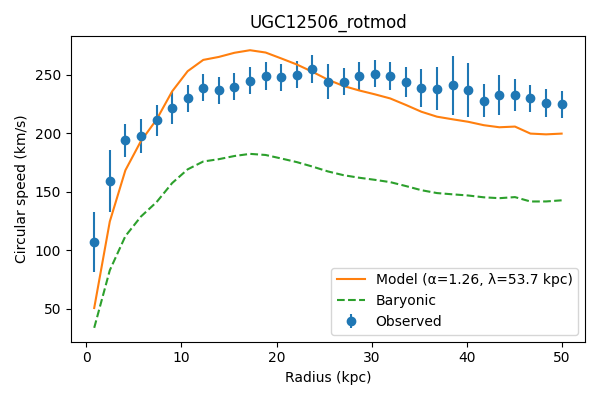 UGC12506_rotmod
Circular speed (km/s)
250
200
150
100
50
Model (α=1.26, λ=53.7 kpc)
Baryonic
Observed
0
10
20
30
40
50
Radius (kpc)